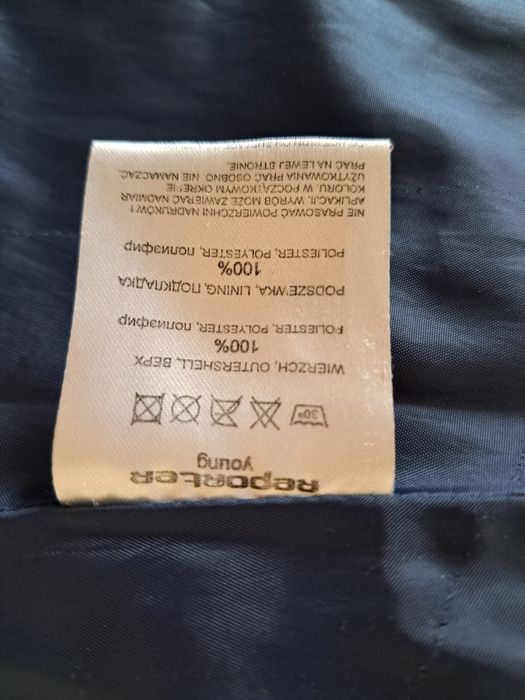 RePORTeR
young
30°
WIERZCH, OUTERSHELL, ВЕРХ
100%
POLIESTER, POLYESTER, полиэфир
PODSZEWKA, LINING, ПОДКЛАДКА
100%
POLIESTER, POLYESTER, полиэфир
NIE PRASOWAĆ POWIERZCHNI NADRUKÓW !
APLIKACJI, WYRÓB MOŻE ZAWIERAĆ NADMIAR
KOLORU, W POCZĄTKOWYM OKRESIE
UŻYTKOWANIA PRAĆ OSOBNO, NIE NAMACZAĆ,
PRAĆ NA LEWEJ STRONIE.